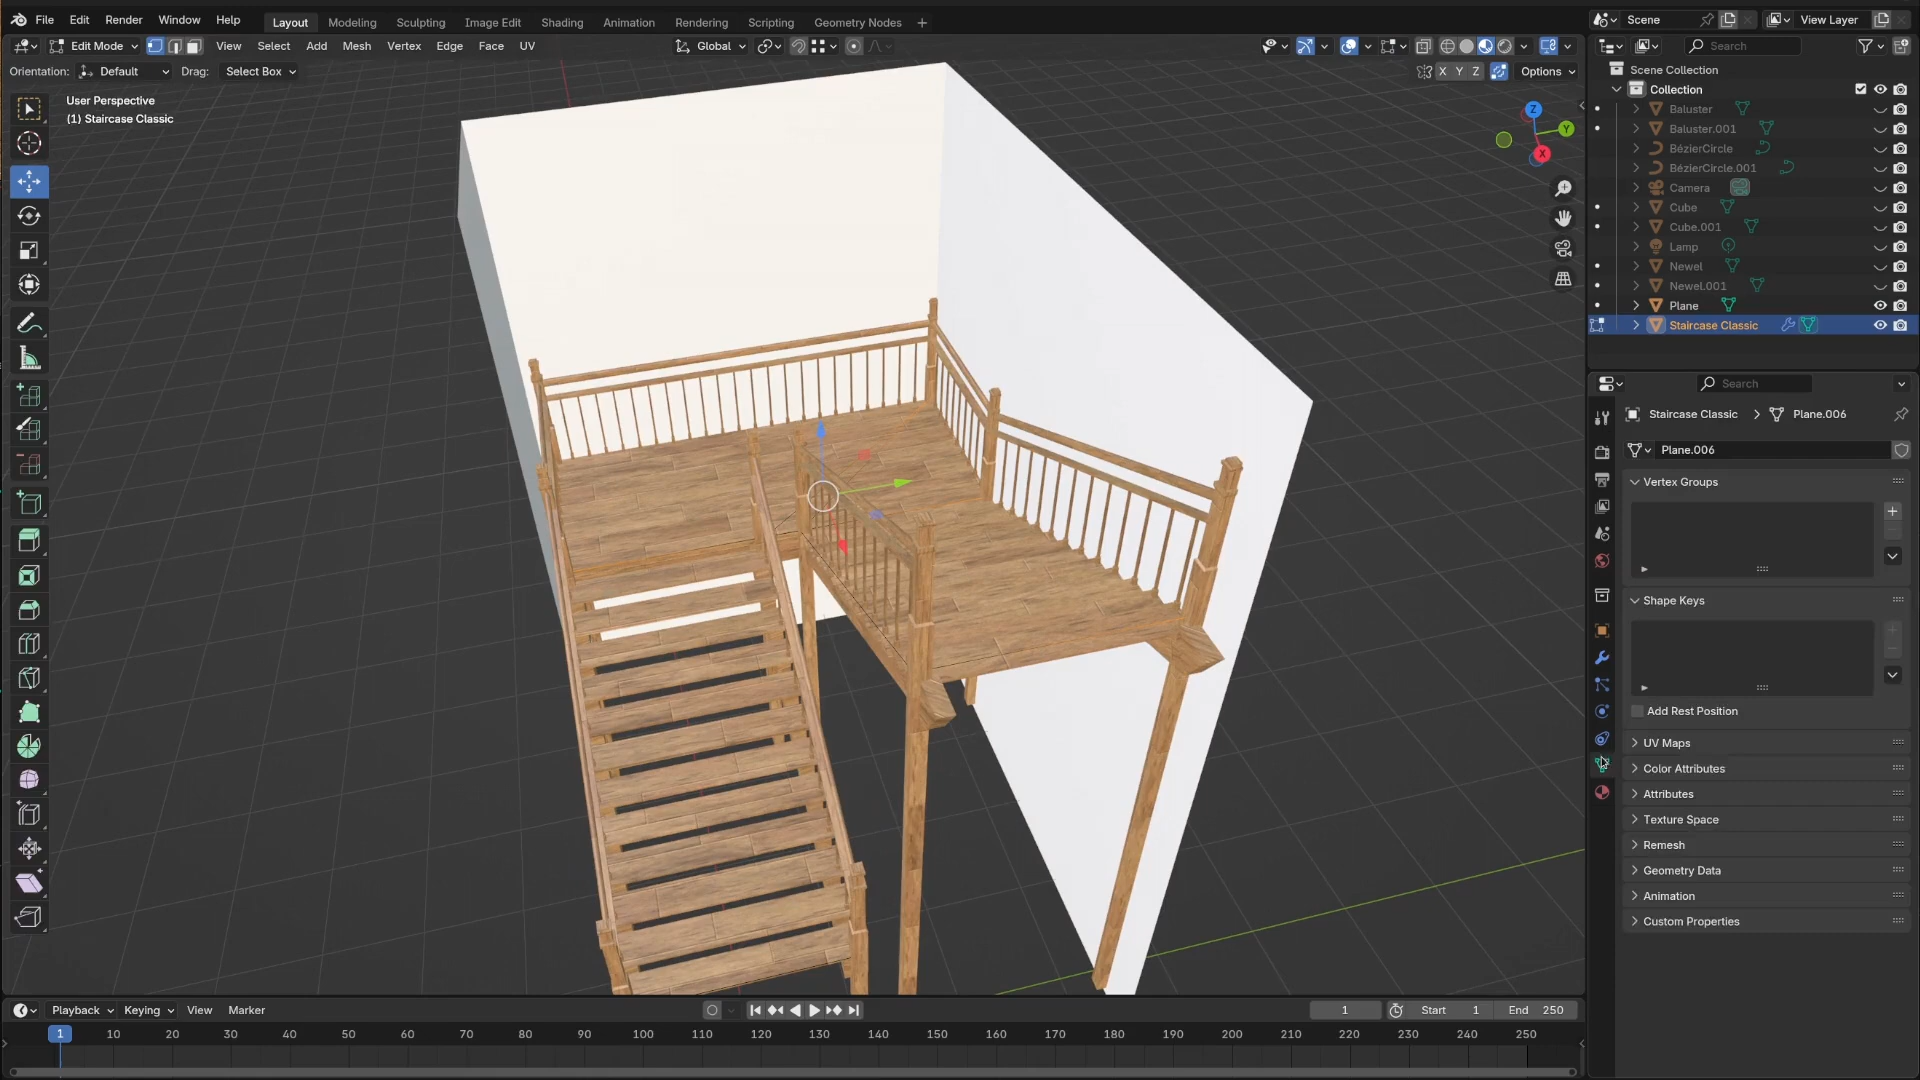 File Edit Render Window Help Layout Modeling Sculpting Image Edit Shading Animation Rendering Scripting Geometry Nodes + Scene View Layer
Edit Mode View Select Add Mesh Vertex Edge Face UV Global Search
Orientation: Default Drag: Select Box X Y Z Options
Scene Collection
Collection
User Perspective
(1) Staircase Classic
Z
Y
X
Baluster
Baluster.001
BézierCircle
BézierCircle.001
Camera
Cube
Cube.001
Lamp
Newel
Newel.001
Plane
Staircase Classic
Search
Staircase Classic > Plane.006
Plane.006
Vertex Groups
Shape Keys
Add Rest Position
UV Maps
Color Attributes
Attributes
Texture Space
Remesh
Geometry Data
Animation
Custom Properties
Playback Keying View Marker 1 Start 1 End 250
1 10 20 30 40 50 60 70 80 90 100 110 120 130 140 150 160 170 180 190 200 210 220 230 240 250